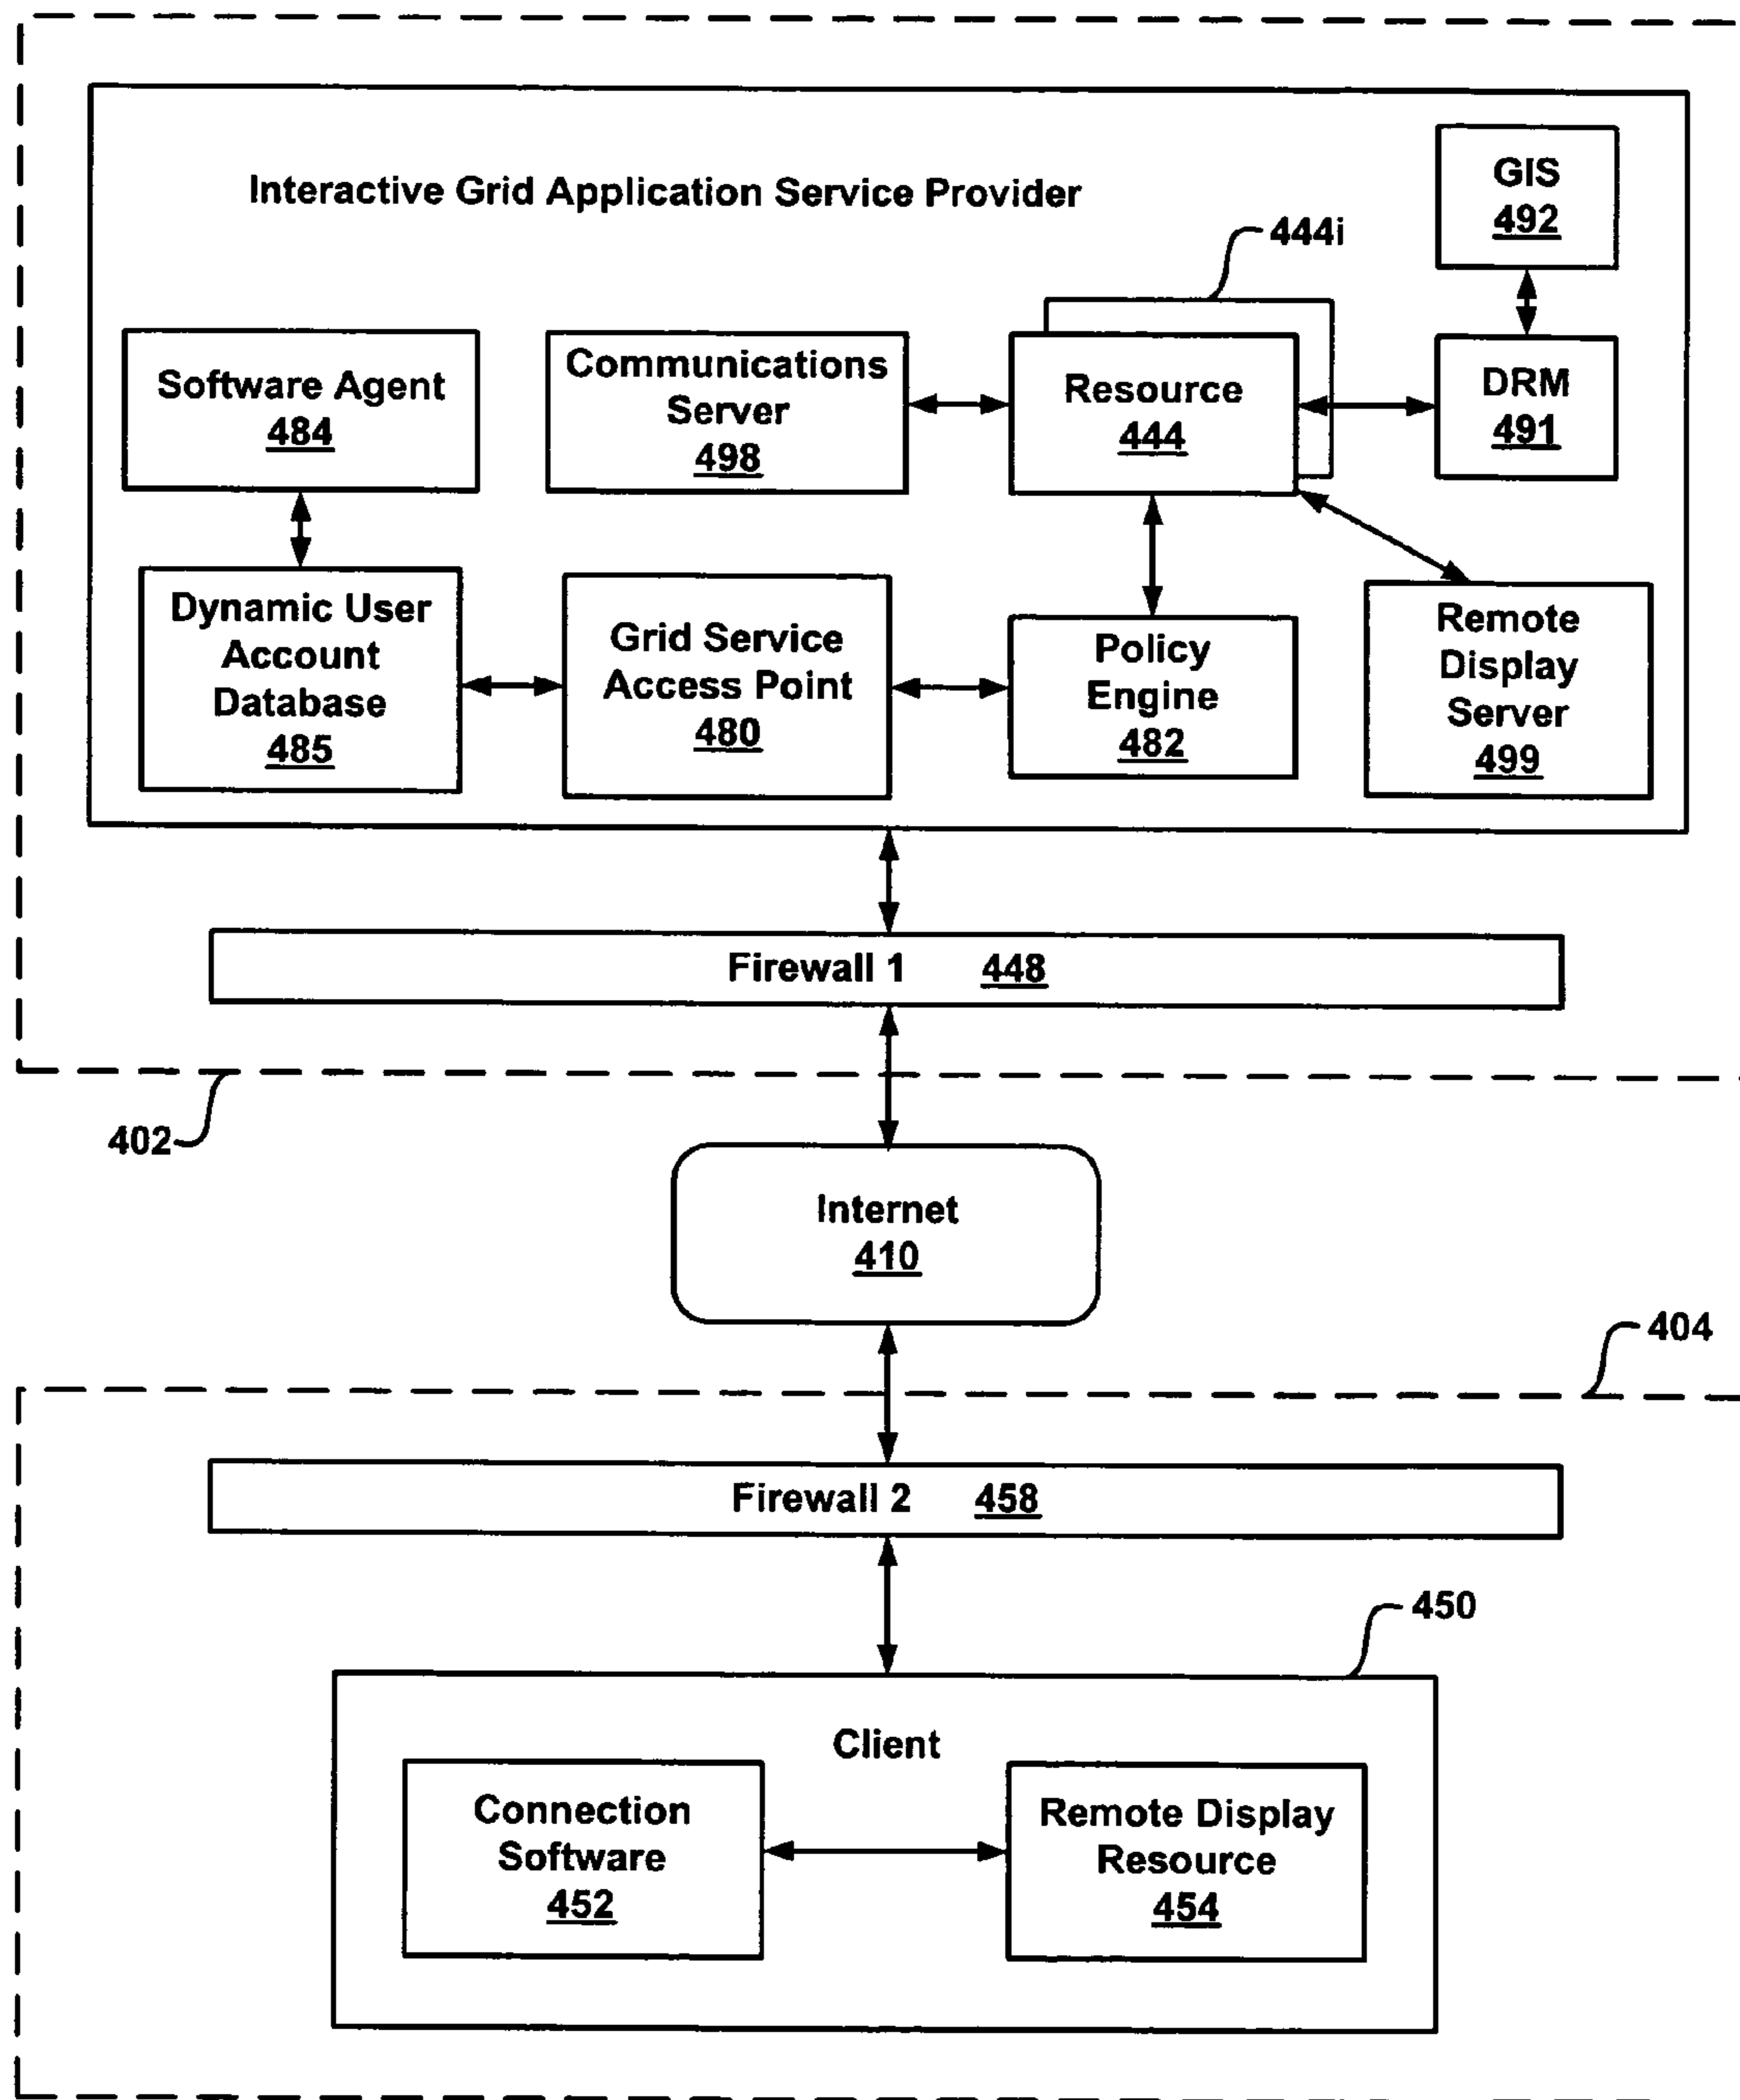 Interactive Grid Application Service Provider
GIS
492
444i
Software Agent
484
Communications
Server
498
Resource
444
DRM
491
Dynamic User
Account
Database
485
Grid Service
Access Point
480
Policy
Engine
482
Remote
Display
Server
499
Firewall 1 448
402
Internet
410
404
Firewall 2 458
450
Client
Connection
Software
452
Remote Display
Resource
454